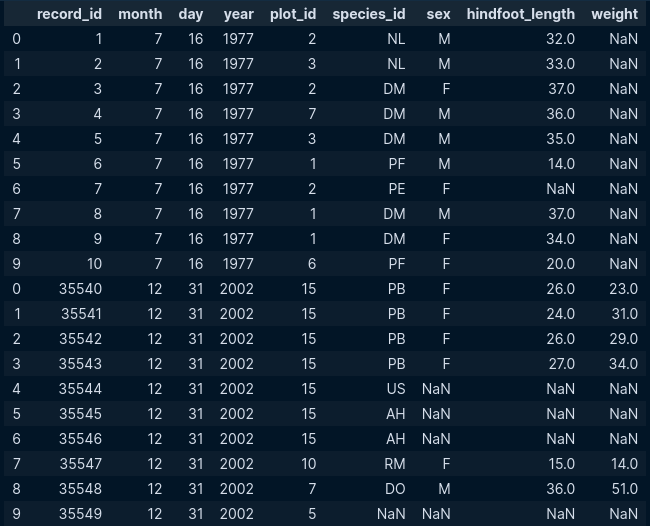 record_id month day year plot_id species_id sex hindfoot_length weight
0 1 7 16 1977 2 NL M 32.0 NaN
1 2 7 16 1977 3 NL M 33.0 NaN
2 3 7 16 1977 2 DM F 37.0 NaN
3 4 7 16 1977 7 DM M 36.0 NaN
4 5 7 16 1977 3 DM M 35.0 NaN
5 6 7 16 1977 1 PF M 14.0 NaN
6 7 7 16 1977 2 PE F NaN NaN
7 8 7 16 1977 1 DM M 37.0 NaN
8 9 7 16 1977 1 DM F 34.0 NaN
9 10 7 16 1977 6 PF F 20.0 NaN
0 35540 12 31 2002 15 PB F 26.0 23.0
1 35541 12 31 2002 15 PB F 24.0 31.0
2 35542 12 31 2002 15 PB F 26.0 29.0
3 35543 12 31 2002 15 PB F 27.0 34.0
4 35544 12 31 2002 15 US NaN NaN NaN
5 35545 12 31 2002 15 AH NaN NaN NaN
6 35546 12 31 2002 15 AH NaN NaN NaN
7 35547 12 31 2002 10 RM F 15.0 14.0
8 35548 12 31 2002 7 DO M 36.0 51.0
9 35549 12 31 2002 5 NaN NaN NaN NaN